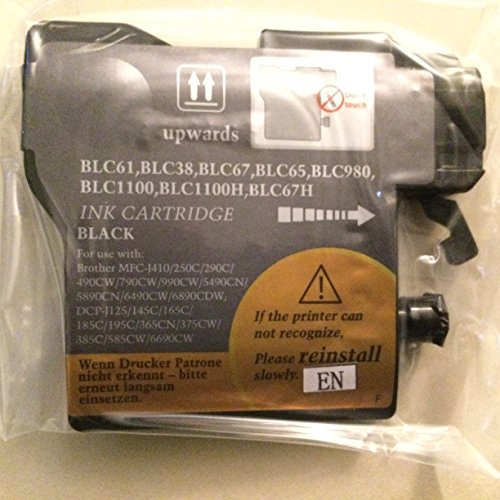 Don't
touch
upwards
BLC61,BLC38,BLC67,BLC65,BLC980,
BLC1100,BLC1100H,BLC67H
INK CARTRIDGE
BLACK
For use with:
Brother MFC-J410/250C/290C/
490CW/790CW/990CW/5490CN/
5890CN/6490CW/6890CDW,
DCP-J125/145C/165C/
185C/195C/365CN/375CW/
385C/585CW/6690CW
Wenn Drucker Patrone
nicht erkennt – bitte
erneut langsam
einsetzen.
If the printer can
not recognize,
Please reinstall
slowly.
EN
F